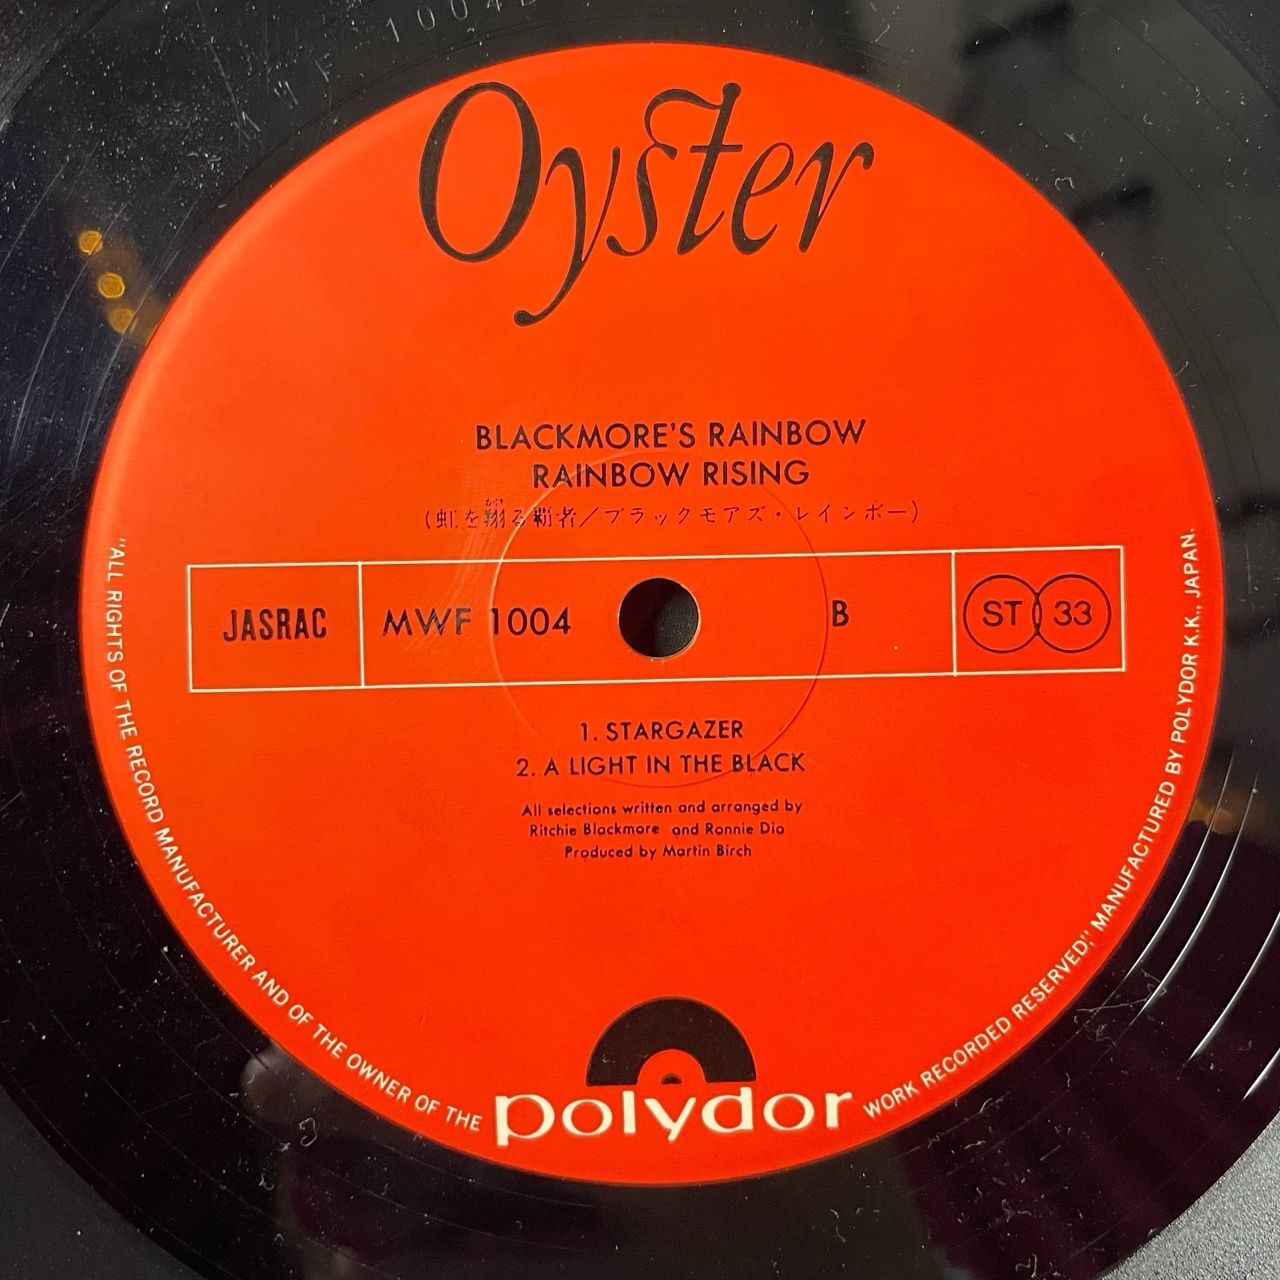 MWF 1004
Oyster
BLACKMORE'S RAINBOW
RAINBOW RISING
(虹を翔る覇者/ブラックモアズ・レインボー)
JASRAC
MWF 1004
B
ST 33
1. STARGAZER
2. A LIGHT IN THE BLACK
All selections written and arranged by
Ritchie Blackmore and Ronnie Dio
Produced by Martin Birch
polydor
"ALL RIGHTS OF THE RECORD MANUFACTURER AND OF THE OWNER OF THE WORK RECORDED RESERVED," MANUFACTURED BY POLYDOR K.K., JAPAN.